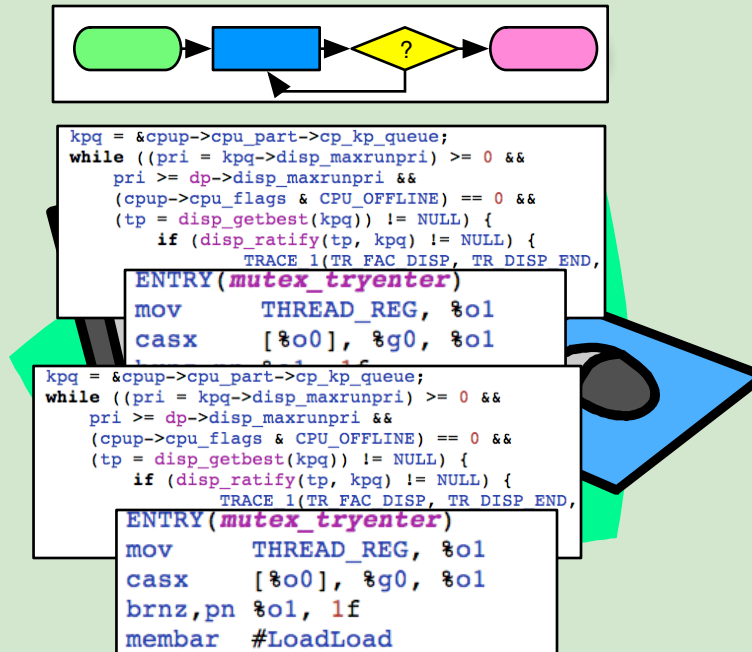 ?
kpq = &cpup->cpu_part->cp_kp_queue;
while ((pri = kpq->disp_maxrunpri) >= 0 &&
pri >= dp->disp_maxrunpri &&
(cpup->cpu_flags & CPU_OFFLINE) == 0 &&
(tp = disp_getbest(kpq)) != NULL) {
if (disp_ratify(tp, kpq) != NULL) {
TRACE_1(TR_FAC_DISP, TR_DISP_END,
ENTRY(mutex_tryenter)
mov THREAD_REG, %o1
casx [%o0], %g0, %o1
kpq = &cpup->cpu_part->cp_kp_queue;
while ((pri = kpq->disp_maxrunpri) >= 0 &&
pri >= dp->disp_maxrunpri &&
(cpup->cpu_flags & CPU_OFFLINE) == 0 &&
(tp = disp_getbest(kpq)) != NULL) {
if (disp_ratify(tp, kpq) != NULL) {
TRACE_1(TR_FAC_DISP, TR_DISP_END,
ENTRY(mutex_tryenter)
mov THREAD_REG, %o1
casx [%o0], %g0, %o1
brnz,pn %o1, 1f
membar #LoadLoad